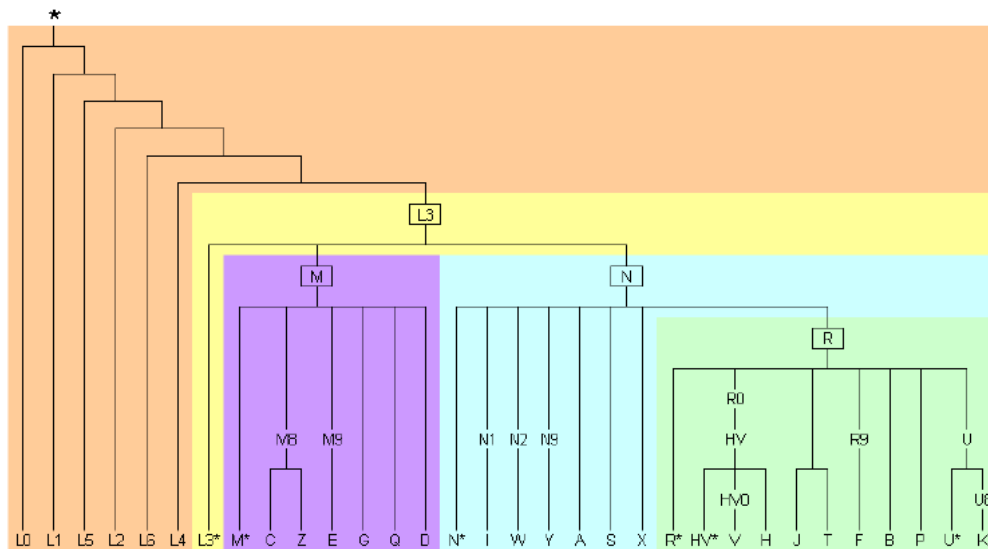 *
L3
M N
R
R0
M8 M9 N1 N2 N9 HV R9 U
HV0 U8
L0 L1 L5 L2 L6 L4 L3* M* C Z E G Q D N* I W Y A S X R* HV* V H J T F B P U* K